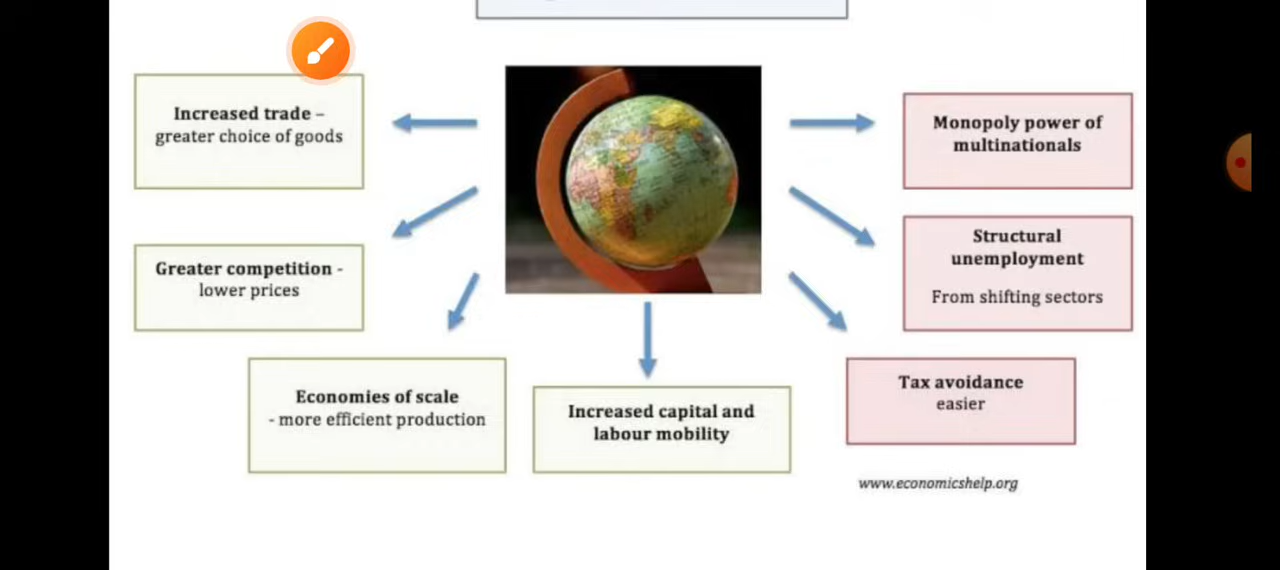 Increased trade –
greater choice of goods
Greater competition -
lower prices
Economies of scale
- more efficient production
Increased capital and
labour mobility
Monopoly power of
multinationals
Structural
unemployment
From shifting sectors
Tax avoidance
easier
www.economicshelp.org